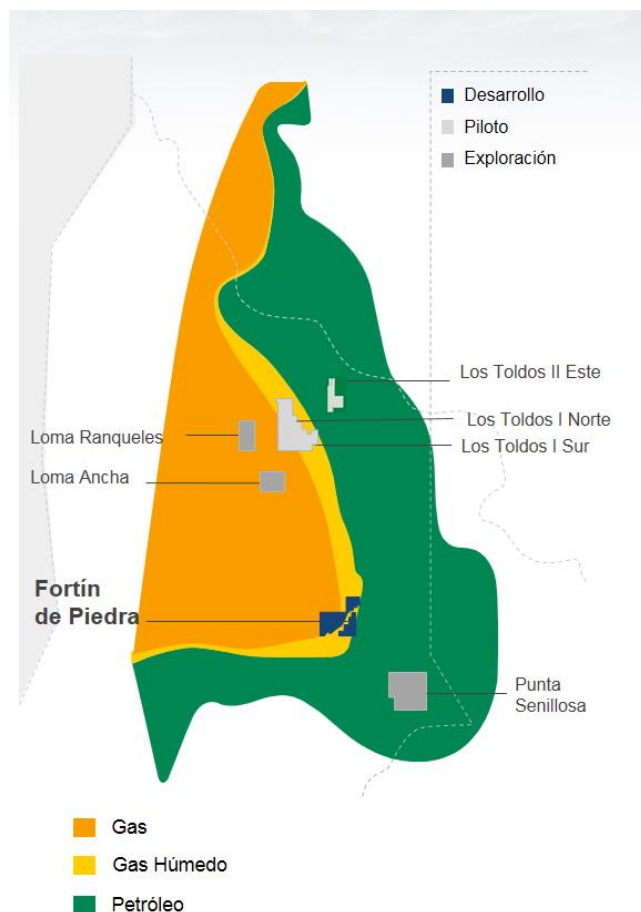 Desarrollo
Piloto
Exploración
Los Toldos II Este
Los Toldos I Norte
Loma Ranqueles
Los Toldos I Sur
Loma Ancha
Fortín
de Piedra
Punta
Senillosa
Gas
Gas Húmedo
Petróleo